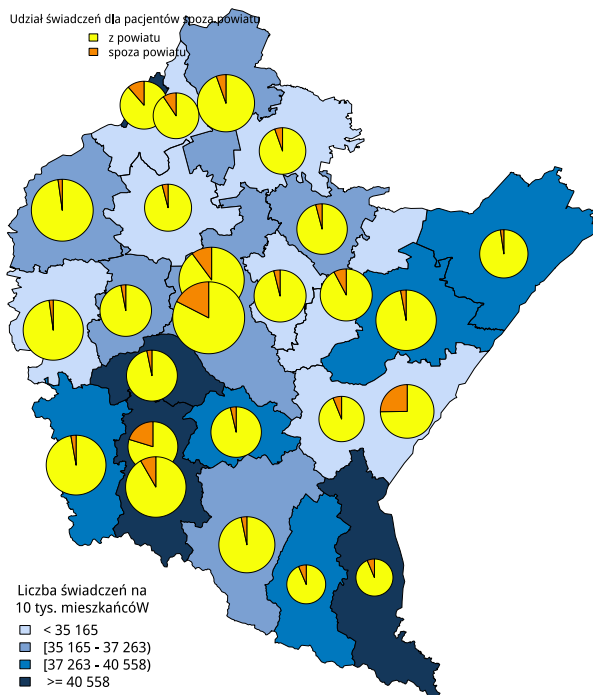 Udział świadczeń dla pacjentów spoza powiatu
z powiatu
spoza powiatu
Liczba świadczeń na
10 tys. mieszkańcóW
< 35 165
[35 165 - 37 263)
[37 263 - 40 558)
>= 40 558